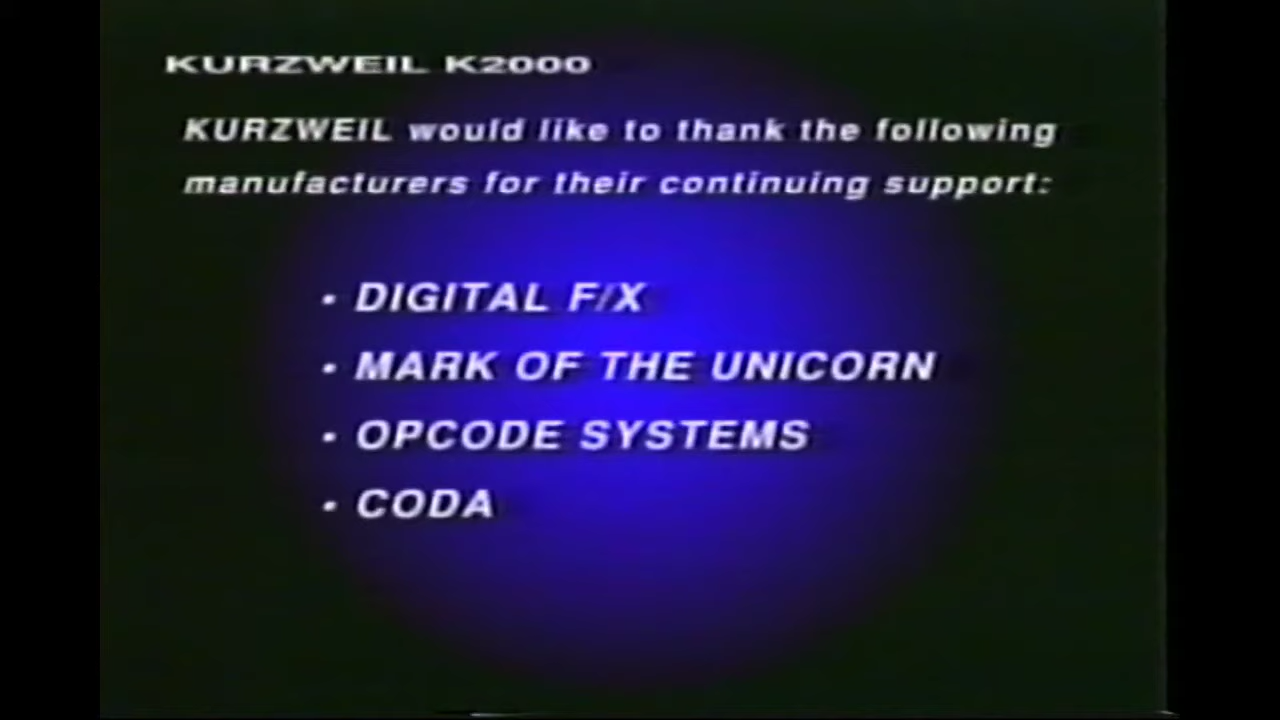 KURZWEIL K2000
KURZWEIL would like to thank the following
manufacturers for their continuing support:
• DIGITAL F/X
• MARK OF THE UNICORN
• OPCODE SYSTEMS
• CODA